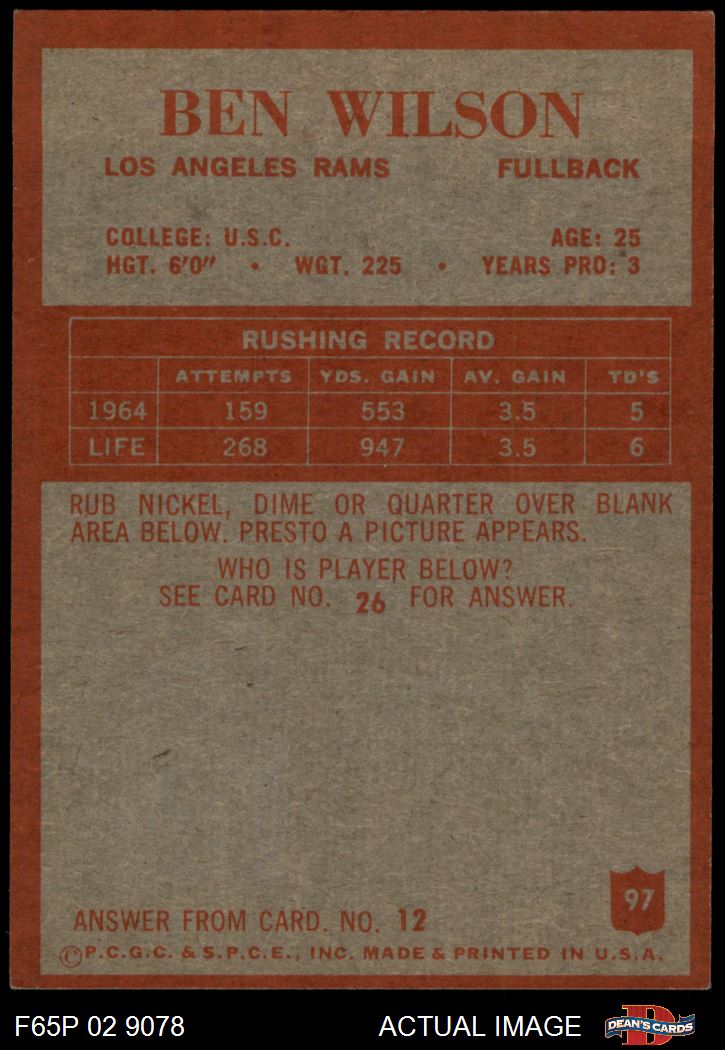 BEN WILSON
LOS ANGELES RAMS FULLBACK
COLLEGE: U.S.C. AGE: 25
HGT. 6'0" • WGT. 225 • YEARS PRO: 3
RUSHING RECORD
ATTEMPTS YDS. GAIN AV. GAIN TD'S
1964 159 553 3.5 5
LIFE 268 947 3.5 6
RUB NICKEL, DIME OR QUARTER OVER BLANK
AREA BELOW. PRESTO A PICTURE APPEARS.
WHO IS PLAYER BELOW?
SEE CARD NO. 26 FOR ANSWER.
97
ANSWER FROM CARD. NO. 12
©P.C.G.C. & S.P.C.E., INC. MADE & PRINTED IN U.S.A.
F65P 02 9078 ACTUAL IMAGE D DEAN'S CARDS